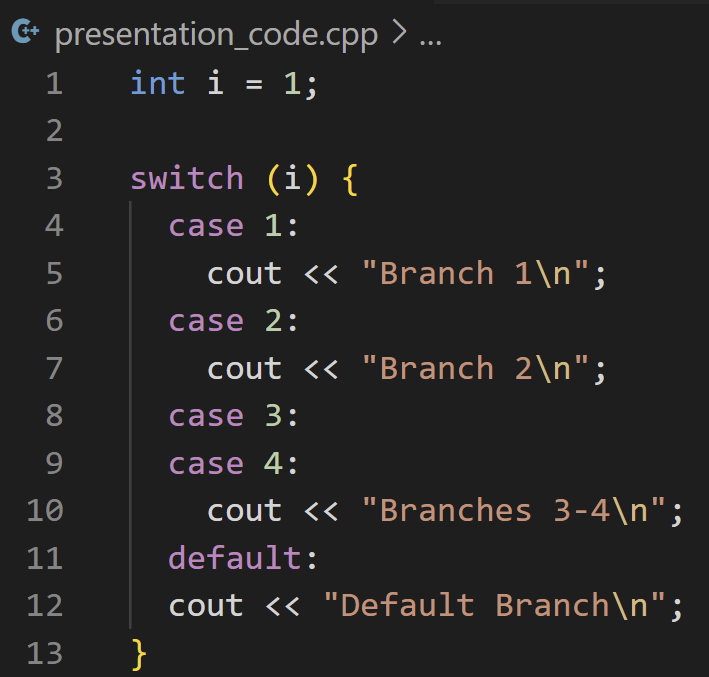 presentation_code.cpp > ...
1 int i = 1;
2
3 switch (i) {
4   case 1:
5     cout << "Branch 1\n";
6   case 2:
7     cout << "Branch 2\n";
8   case 3:
9   case 4:
10     cout << "Branches 3-4\n";
11   default:
12   cout << "Default Branch\n";
13 }